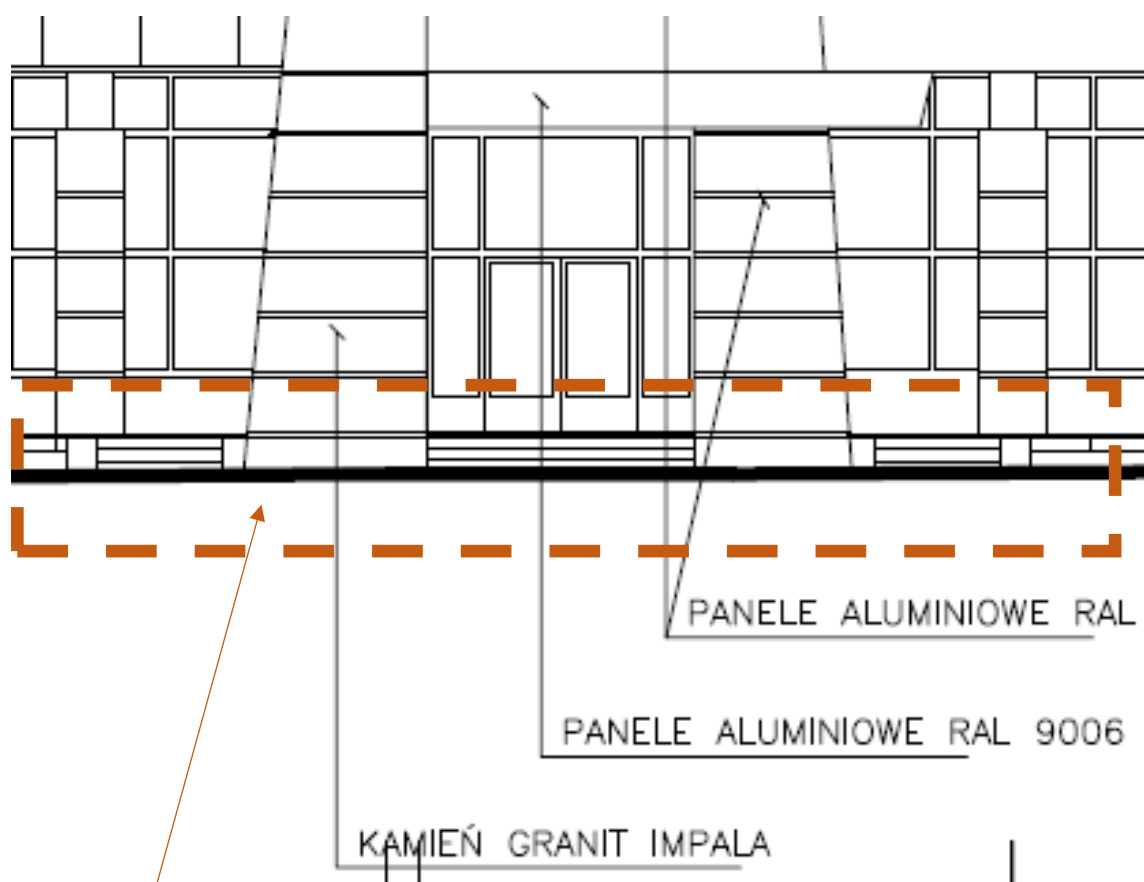 PANELE ALUMINIOWE RAL
PANELE ALUMINIOWE RAL 9006
KAMIEŃ GRANIT IMPALA